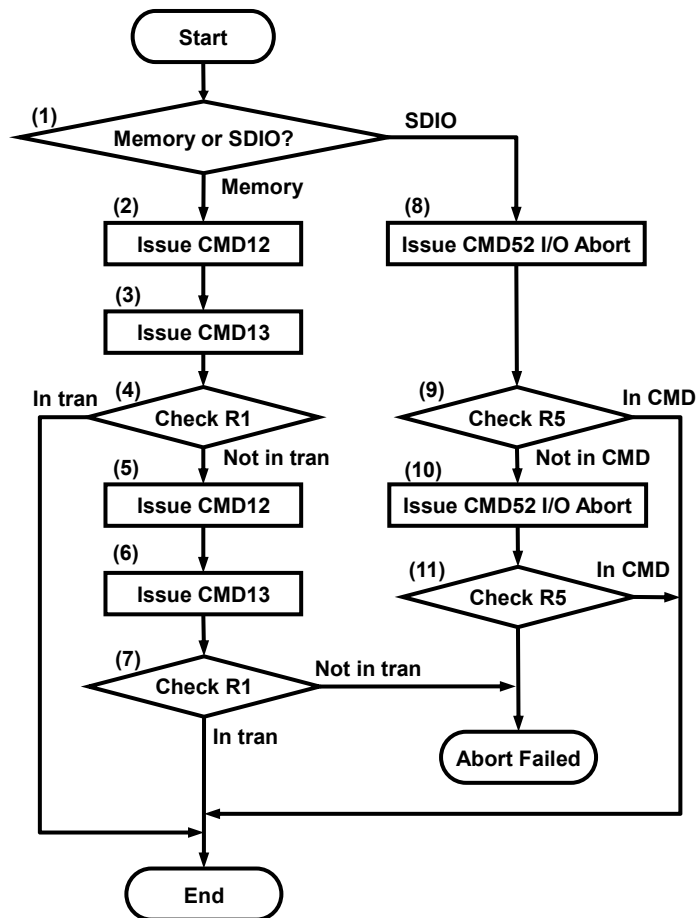 Start
(1)
Memory or SDIO?
SDIO
Memory
(2)
Issue CMD12
(3)
Issue CMD13
In tran
(4)
Check R1
Not in tran
(5)
Issue CMD12
(6)
Issue CMD13
(7)
Check R1
Not in tran
In tran
(8)
Issue CMD52 I/O Abort
(9)
In CMD
Check R5
Not in CMD
(10)
Issue CMD52 I/O Abort
(11)
In CMD
Check R5
Abort Failed
End